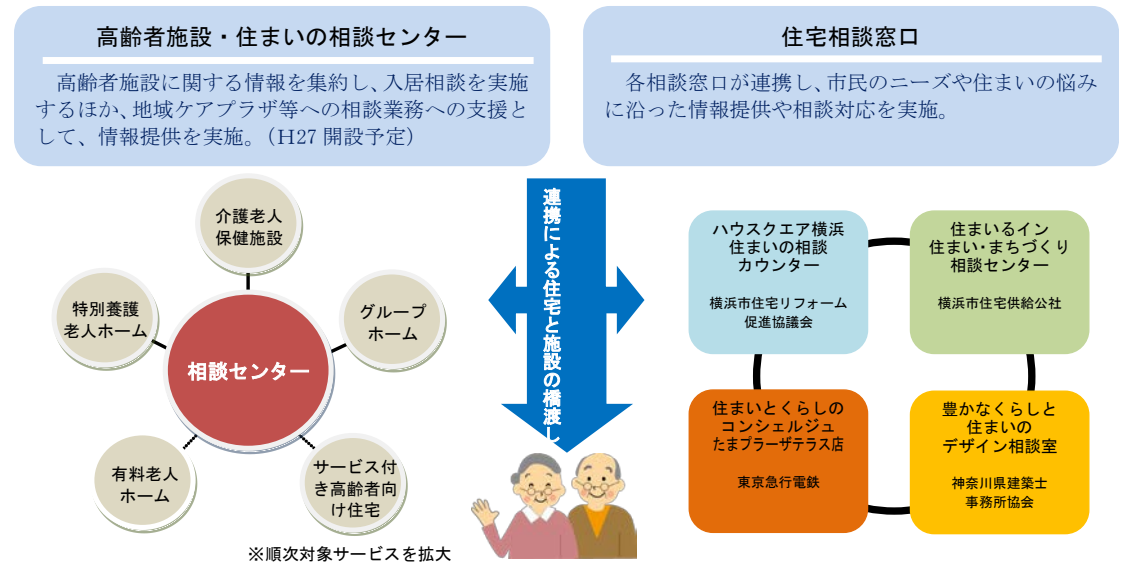 高齢者施設・住まいの相談センター
高齢者施設に関する情報を集約し、入居相談を実施
するほか、地域ケアプラザ等への相談業務への支援と
して、情報提供を実施。（H27 開設予定）
住宅相談窓口
各相談窓口が連携し、市民のニーズや住まいの悩み
に沿った情報提供や相談対応を実施。
介護老人
保健施設
特別養護
老人ホーム
グループ
ホーム
相談センター
有料老人
ホーム
サービス付
き高齢者向
け住宅
※順次対象サービスを拡大
連携による住宅と施設の橋渡し
ハウスクエア横浜
住まいの相談
カウンター
横浜市住宅リフォーム
促進協議会
住まいるイン
住まい・まちづくり
相談センター
横浜市住宅供給公社
住まいとくらしの
コンシェルジュ
たまプラーザテラス店
東京急行電鉄
豊かなくらしと
住まいの
デザイン相談室
神奈川県建築士
事務所協会